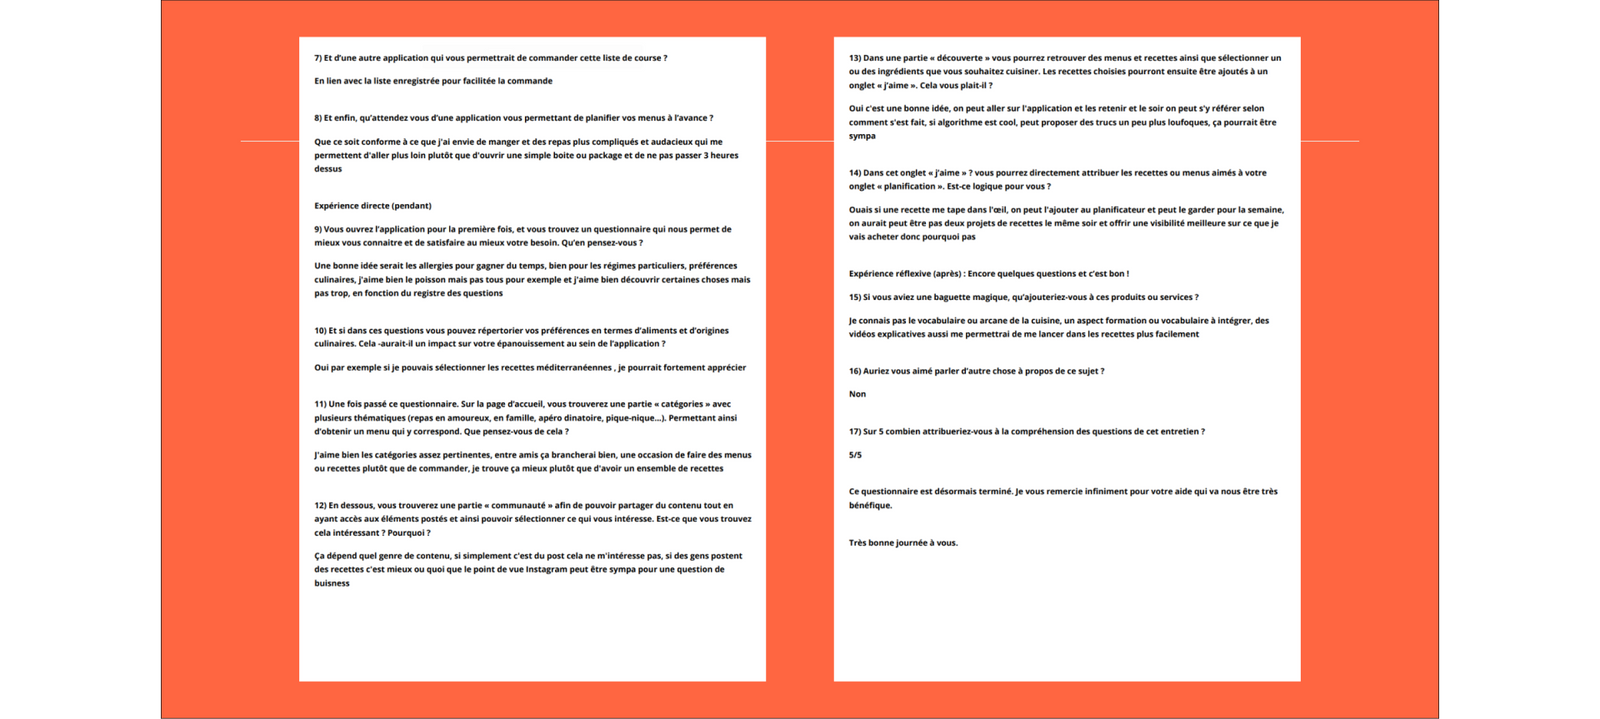 7) Et d'une autre application qui vous permettrait de commander cette liste de course ?
En lien avec la liste enregistrée pour facilitée la commande
8) Et enfin, qu'attendez vous d'une application vous permettant de planifier vos menus à l'avance ?
Que ce soit conforme à ce que j'ai envie de manger et des repas plus compliqués et audacieux qui me
permettent d'aller plus loin plutôt que d'ouvrir une simple boite ou package et de ne pas passer 3 heures
dessus
Expérience directe (pendant)
9) Vous ouvrez l'application pour la première fois, et vous trouvez un questionnaire qui nous permet de
mieux vous connaitre et de satisfaire au mieux votre besoin. Qu'en pensez-vous ?
Une bonne idée serait les allergies pour gagner du temps, bien pour les régimes particuliers, préférences
culinaires, j'aime bien le poisson mais pas tous pour exemple et j'aime bien découvrir certaines choses mais
pas trop, en fonction du registre des questions
10) Et si dans ces questions vous pouvez répertorier vos préférences en termes d'aliments et d'origines
culinaires. Cela -aurait-il un impact sur votre épanouissement au sein de l'application ?
Oui par exemple si je pouvais sélectionner les recettes méditerranéennes , je pourrait fortement apprécier
11) Une fois passé ce questionnaire. Sur la page d'accueil, vous trouverez une partie « catégories » avec
plusieurs thématiques (repas en amoureux, en famille, apéro dinatoire, pique-nique...). Permettant ainsi
d'obtenir un menu qui y correspond. Que pensez-vous de cela ?
J'aime bien les catégories assez pertinentes, entre amis ça brancherai bien, une occasion de faire des menus
ou recettes plutôt que de commander, je trouve ça mieux plutôt que d'avoir un ensemble de recettes
12) En dessous, vous trouverez une partie « communauté » afin de pouvoir partager du contenu tout en
ayant accès aux éléments postés et ainsi pouvoir sélectionner ce qui vous intéresse. Est-ce que vous trouvez
cela intéressant ? Pourquoi ?
Ça dépend quel genre de contenu, si simplement c'est du post cela ne m'intéresse pas, si des gens postent
des recettes c'est mieux ou quoi que le point de vue Instagram peut être sympa pour une question de
buisness
13) Dans une partie « découverte » vous pourrez retrouver des menus et recettes ainsi que sélectionner un
ou des ingrédients que vous souhaitez cuisiner. Les recettes choisies pourront ensuite être ajoutés à un
onglet « j'aime ». Cela vous plait-il ?
Oui c'est une bonne idée, on peut aller sur l'application et les retenir et le soir on peut s'y référer selon
comment s'est fait, si algorithme est cool, peut proposer des trucs un peu plus loufoques, ça pourrait être
sympa
14) Dans cet onglet « j'aime » ? vous pourrez directement attribuer les recettes ou menus aimés à votre
onglet « planification ». Est-ce logique pour vous ?
Ouais si une recette me tape dans l'œil, on peut l'ajouter au planificateur et peut le garder pour la semaine,
on aurait peut être pas deux projets de recettes le même soir et offrir une visibilité meilleure sur ce que je
vais acheter donc pourquoi pas
Expérience réflexive (après) : Encore quelques questions et c'est bon !
15) Si vous aviez une baguette magique, qu'ajouteriez-vous à ces produits ou services ?
Je connais pas le vocabulaire ou arcane de la cuisine, un aspect formation ou vocabulaire à intégrer, des
vidéos explicatives aussi me permettrai de me lancer dans les recettes plus facilement
16) Auriez vous aimé parler d'autre chose à propos de ce sujet ?
Non
17) Sur 5 combien attribueriez-vous à la compréhension des questions de cet entretien ?
5/5
Ce questionnaire est désormais terminé. Je vous remercie infiniment pour votre aide qui va nous être très
bénéfique.
Très bonne journée à vous.